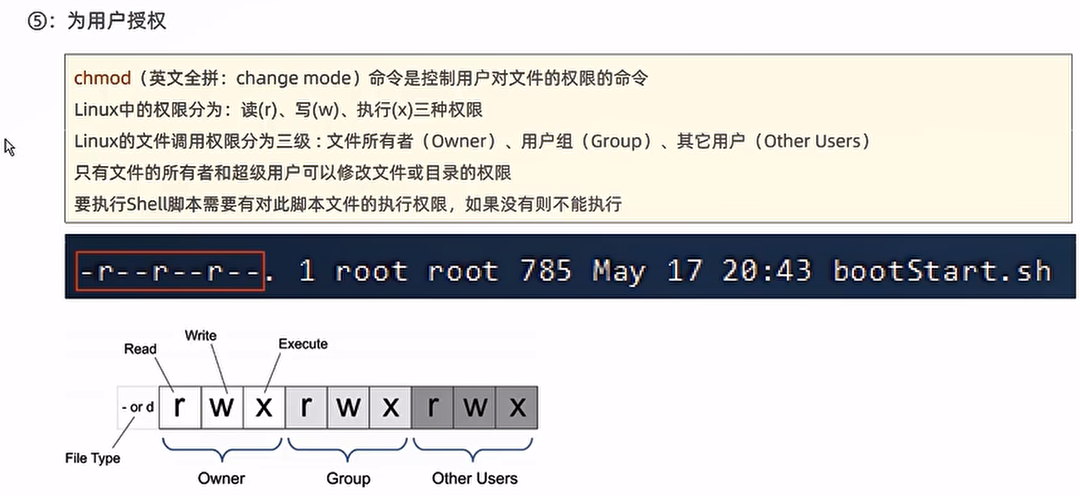 ⑤：为用户授权
chmod（英文全拼：change mode）命令是控制用户对文件的权限的命令
Linux中的权限分为：读(r)、写(w)、执行(x)三种权限
Linux的文件调用权限分为三级 : 文件所有者（Owner）、用户组（Group）、其它用户（Other Users）
只有文件的所有者和超级用户可以修改文件或目录的权限
要执行Shell脚本需要有对此脚本文件的执行权限，如果没有则不能执行
-r--r--r--. 1 root root 785 May 17 20:43 bootStart.sh
Read Write Execute
- or d r w x r w x r w x
File Type
Owner Group Other Users